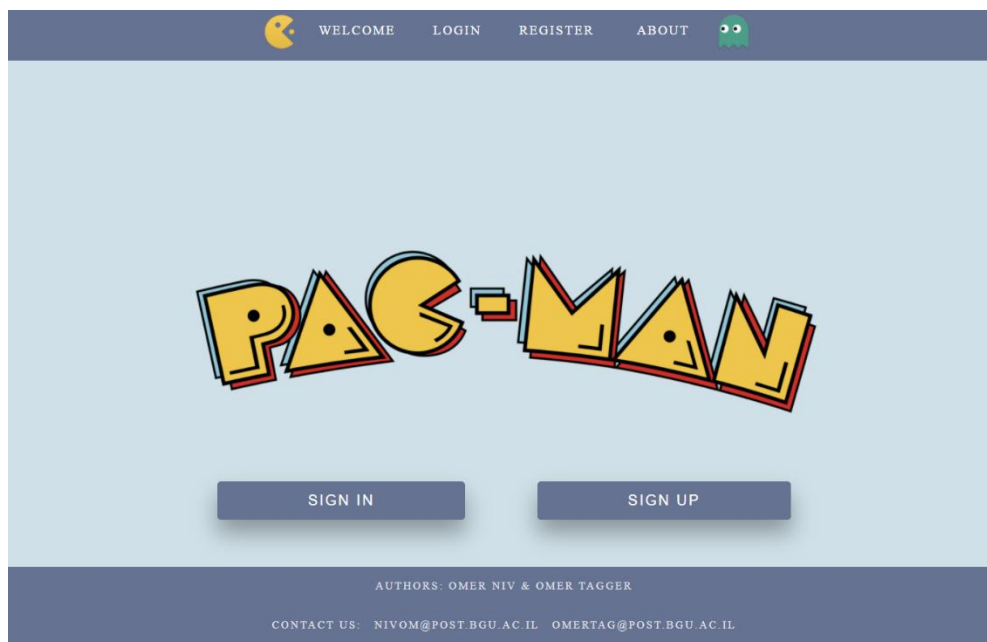 WELCOME LOGIN REGISTER ABOUT
PAC-MAN
SIGN IN SIGN UP
AUTHORS: OMER NIV & OMER TAGGER
CONTACT US: NIVOM@POST.BGU.AC.IL OMERTAG@POST.BGU.AC.IL